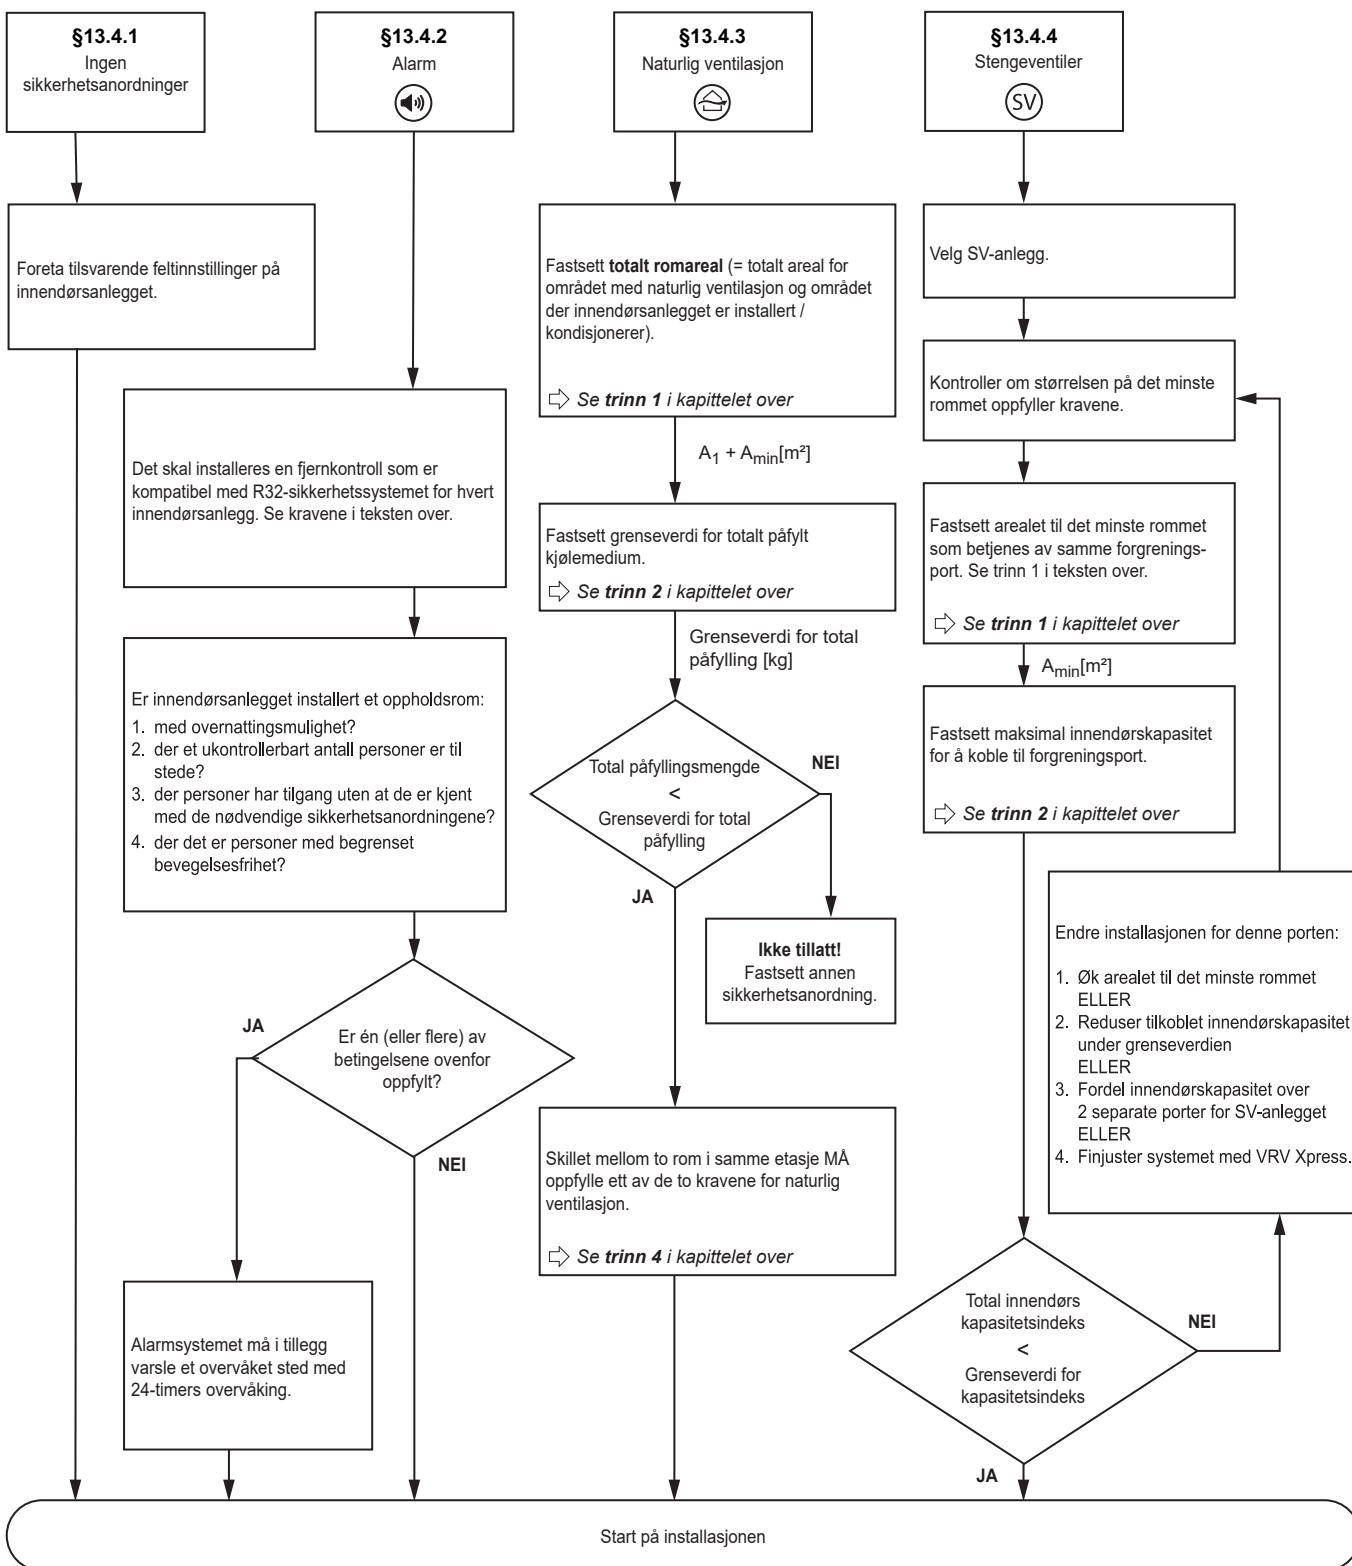 §13.4.1
Ingen
sikkerhetsanordninger
§13.4.2
Alarm
§13.4.3
Naturlig ventilasjon
§13.4.4
Stengeventiler
SV
Foreta tilsvarende feltinnstillinger på
innendørsanlegget.
Det skal installeres en fjernkontroll som er
kompatibel med R32-sikkerhetssystemet for hvert
innendørsanlegg. Se kravene i teksten over.
Er innendørsanlegget installert et oppholdsrom:
1. med overnattingsmulighet?
2. der et ukontrollerbart antall personer er til
stede?
3. der personer har tilgang uten at de er kjent
med de nødvendige sikkerhetsanordningene?
4. der det er personer med begrenset
bevegelsesfrihet?
JA
Er én (eller flere) av
betingelsene ovenfor
oppfylt?
NEI
Alarmsystemet må i tillegg
varsle et overvåket sted med
24-timers overvåking.
Fastsett totalt romareal (= totalt areal for
området med naturlig ventilasjon og området
der innendørsanlegget er installert /
kondisjonerer).
⇨ Se trinn 1 i kapittelet over
A1 + Amin[m²]
Fastsett grenseverdi for totalt påfylt
kjølemedium.
⇨ Se trinn 2 i kapittelet over
Grenseverdi for total
påfylling [kg]
Total påfyllingsmengde
<
Grenseverdi for total
påfylling
NEI
JA
Ikke tillatt!
Fastsett annen
sikkerhetsanordning.
Skillet mellom to rom i samme etasje MÅ
oppfylle ett av de to kravene for naturlig
ventilasjon.
⇨ Se trinn 4 i kapittelet over
Velg SV-anlegg.
Kontroller om størrelsen på det minste
rommet oppfyller kravene.
Fastsett arealet til det minste rommet
som betjenes av samme forgrenings-
port. Se trinn 1 i teksten over.
⇨ Se trinn 1 i kapittelet over
Amin[m²]
Fastsett maksimal innendørskapasitet
for å koble til forgreningsport.
⇨ Se trinn 2 i kapittelet over
Endre installasjonen for denne porten:
1. Øk arealet til det minste rommet
ELLER
2. Reduser tilkoblet innendørskapasitet
under grenseverdien
ELLER
3. Fordel innendørskapasitet over
2 separate porter for SV-anlegget
ELLER
4. Finjuster systemet med VRV Xpress.
Total innendørs
kapasitetsindeks
<
Grenseverdi for
kapasitetsindeks
NEI
JA
Start på installasjonen